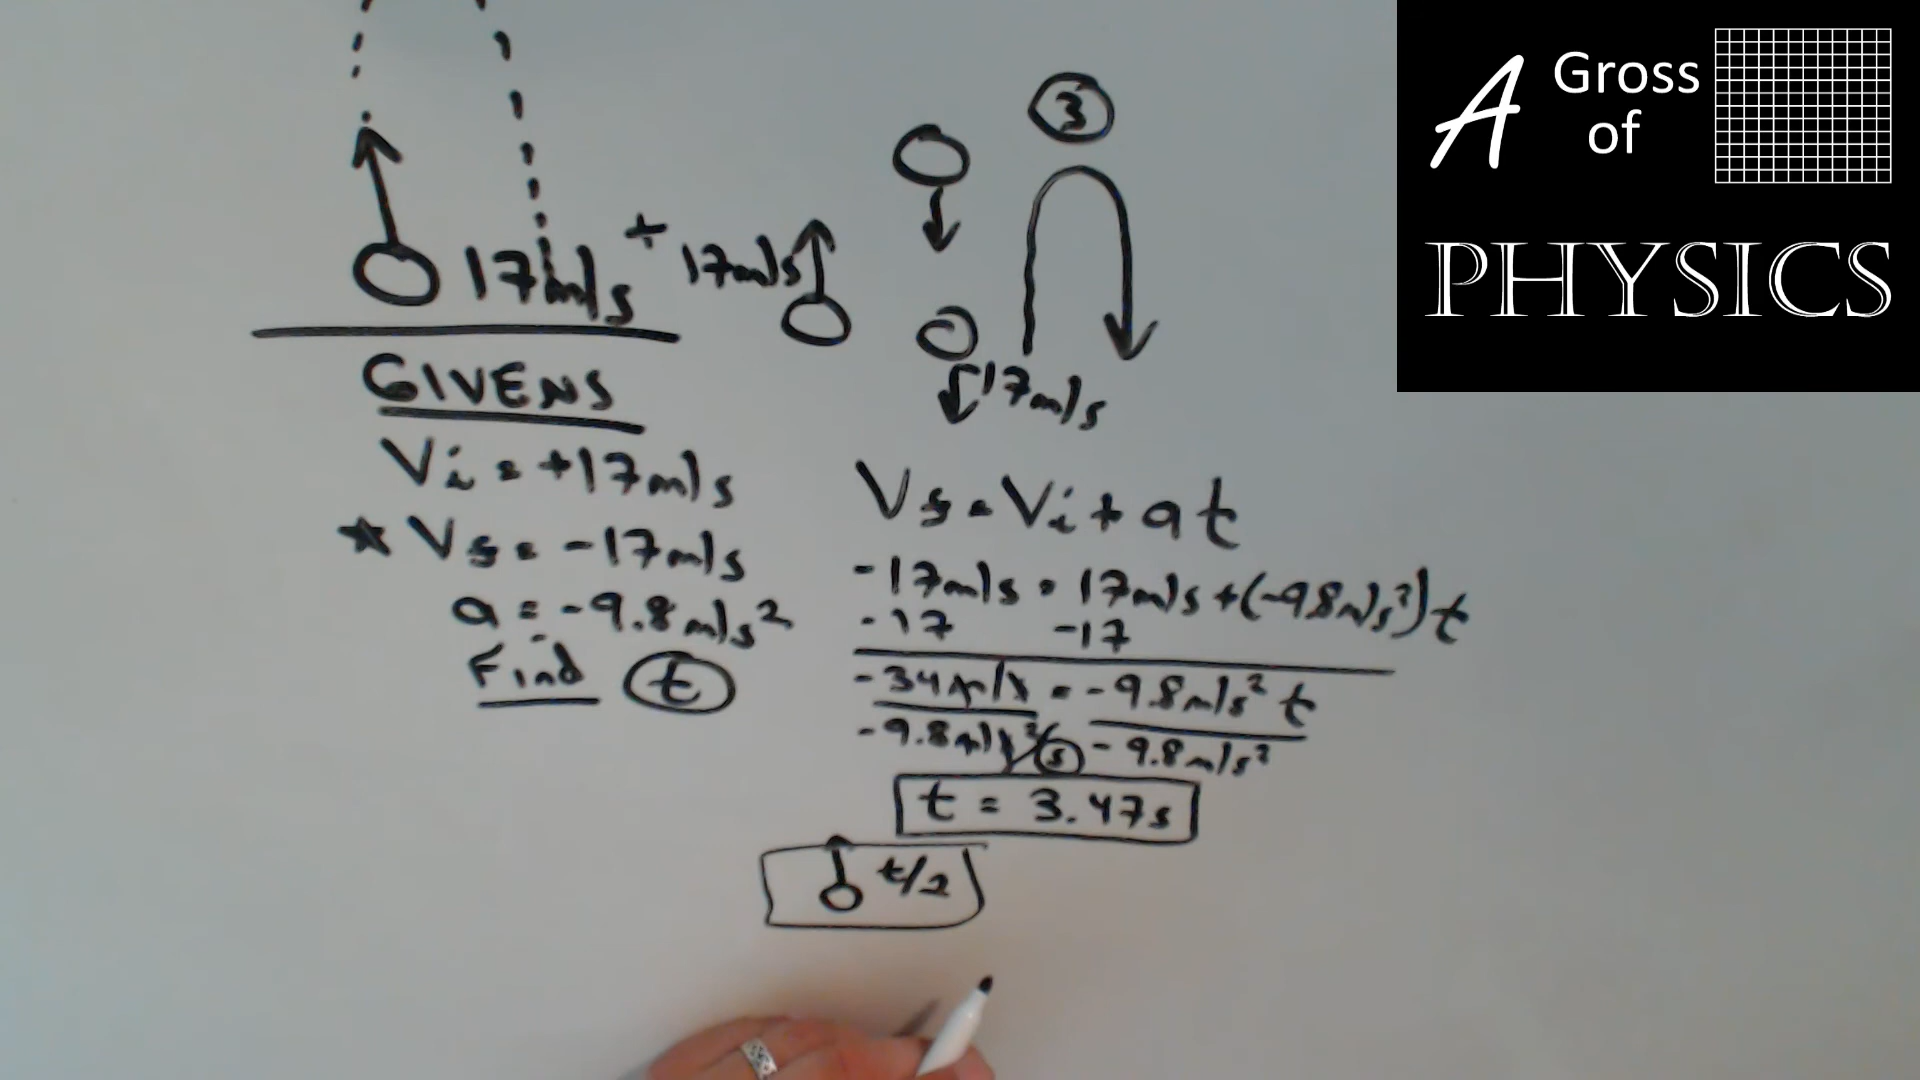 A Gross of
PHYSICS
3
17m/s
+
17m/s
17m/s
GIVENS
Vi = +17m/s
★ Vf = -17m/s
a = -9.8m/s²
Find t
Vf = Vi + at
-17m/s = 17m/s + (-9.8m/s²)t
-17 -17
-34m/s = -9.8m/s² t
-9.8m/s²/s -9.8m/s²
t = 3.47s
t/2